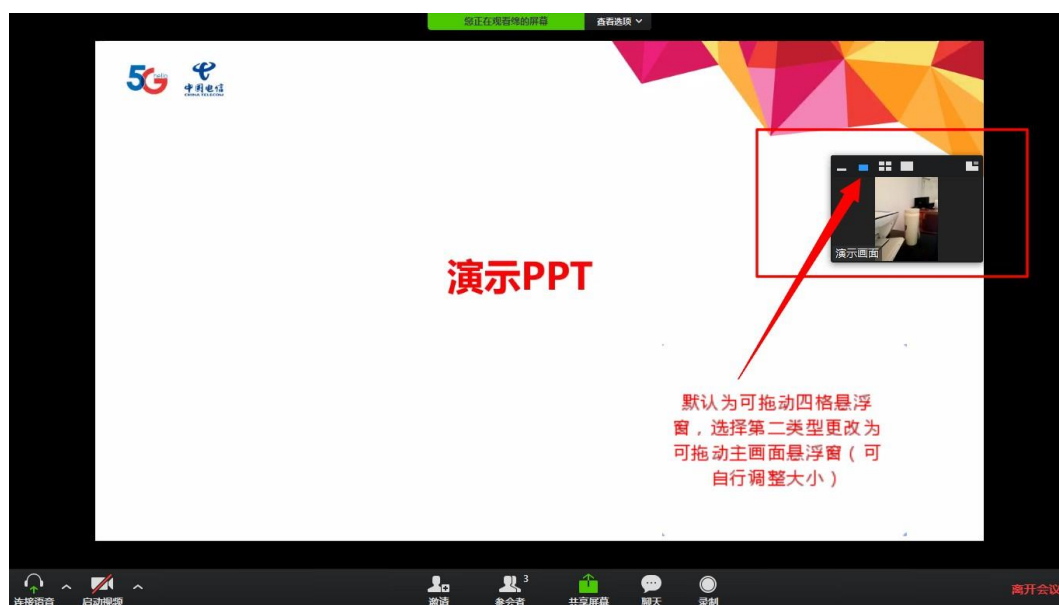 您正在观看绵的屏幕 查看选项
5G hello
中国电信
CHINA TELECOM
演示画面
演示PPT
默认为可拖动四格悬浮
窗，选择第二类型更改为
可拖动主画面悬浮窗（可
自行调整大小）
连接语音 启动视频 邀请 参会者 3 共享屏幕 聊天 录制 离开会议